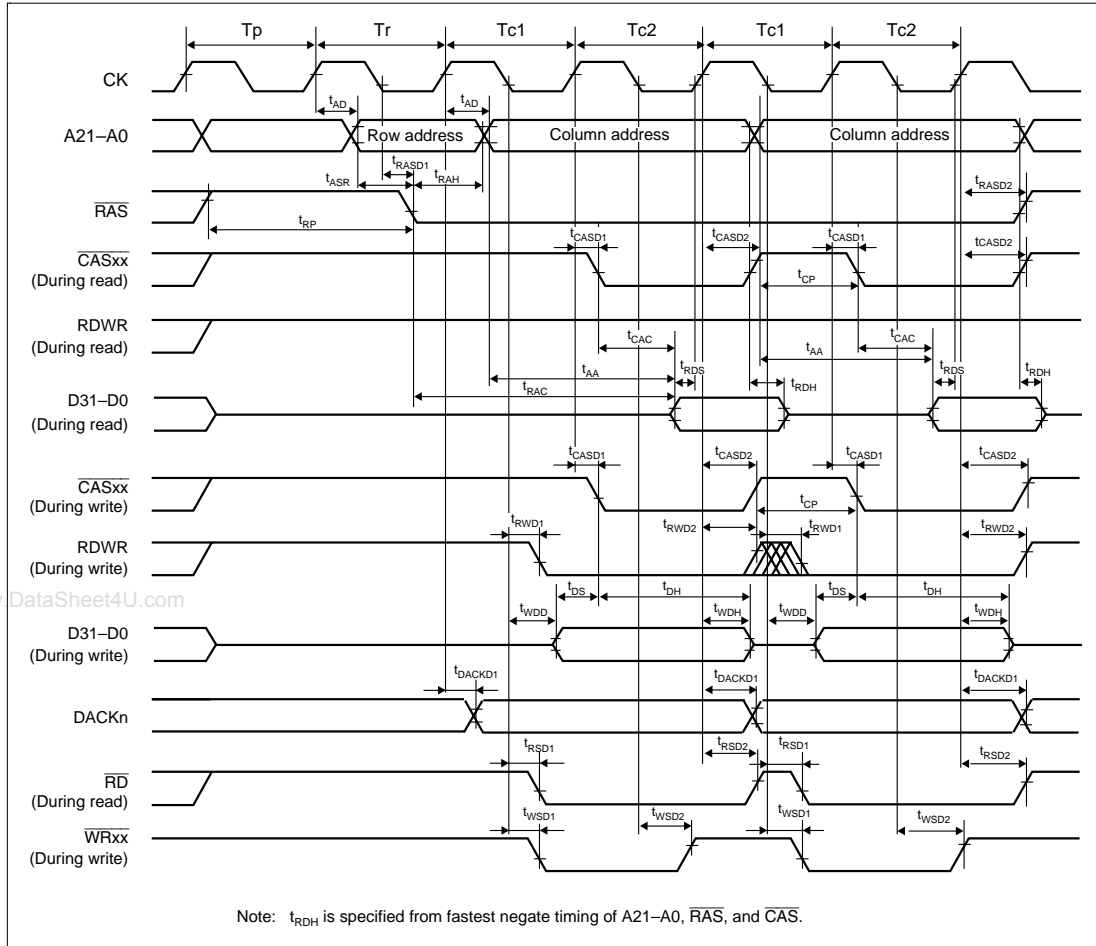 Tp Tr Tc1 Tc2 Tc1 Tc2
CK
tAD tAD
A21–A0 Row address Column address Column address
tRASD1
tASR tRAH tRASD2
RAS
tRP
tCASD1 tCASD2 tCASD1 tCASD2
CASxx
(During read) tCP
RDWR
(During read)
tCAC tCAC
tAA tRDS tAA tRDS tRDH
tRAC tRDH
D31–D0
(During read)
tCASD1 tCASD2 tCASD1 tCASD2
CASxx
(During write) tCP
tRWD1 tRWD2 tRWD1 tRWD2
RDWR
(During write)
w.DataSheet4U.com
tDS tDH tDS tDH
tWDD tWDH tWDD tWDH
D31–D0
(During write)
tDACKD1 tDACKD1 tDACKD1
DACKn
tRSD1 tRSD2 tRSD1 tRSD2
RD
(During read)
tWSD1 tWSD2 tWSD1 tWSD2
WRxx
(During write)
Note: tRDH is specified from fastest negate timing of A21–A0, RAS, and CAS.